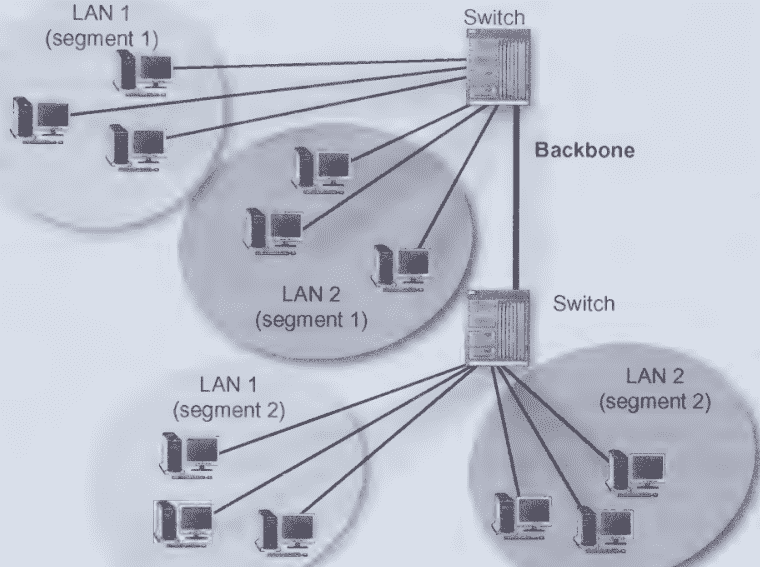 LAN 1
(segment 1)
Switch
Backbone
LAN 2
(segment 1)
Switch
LAN 1
(segment 2)
LAN 2
(segment 2)